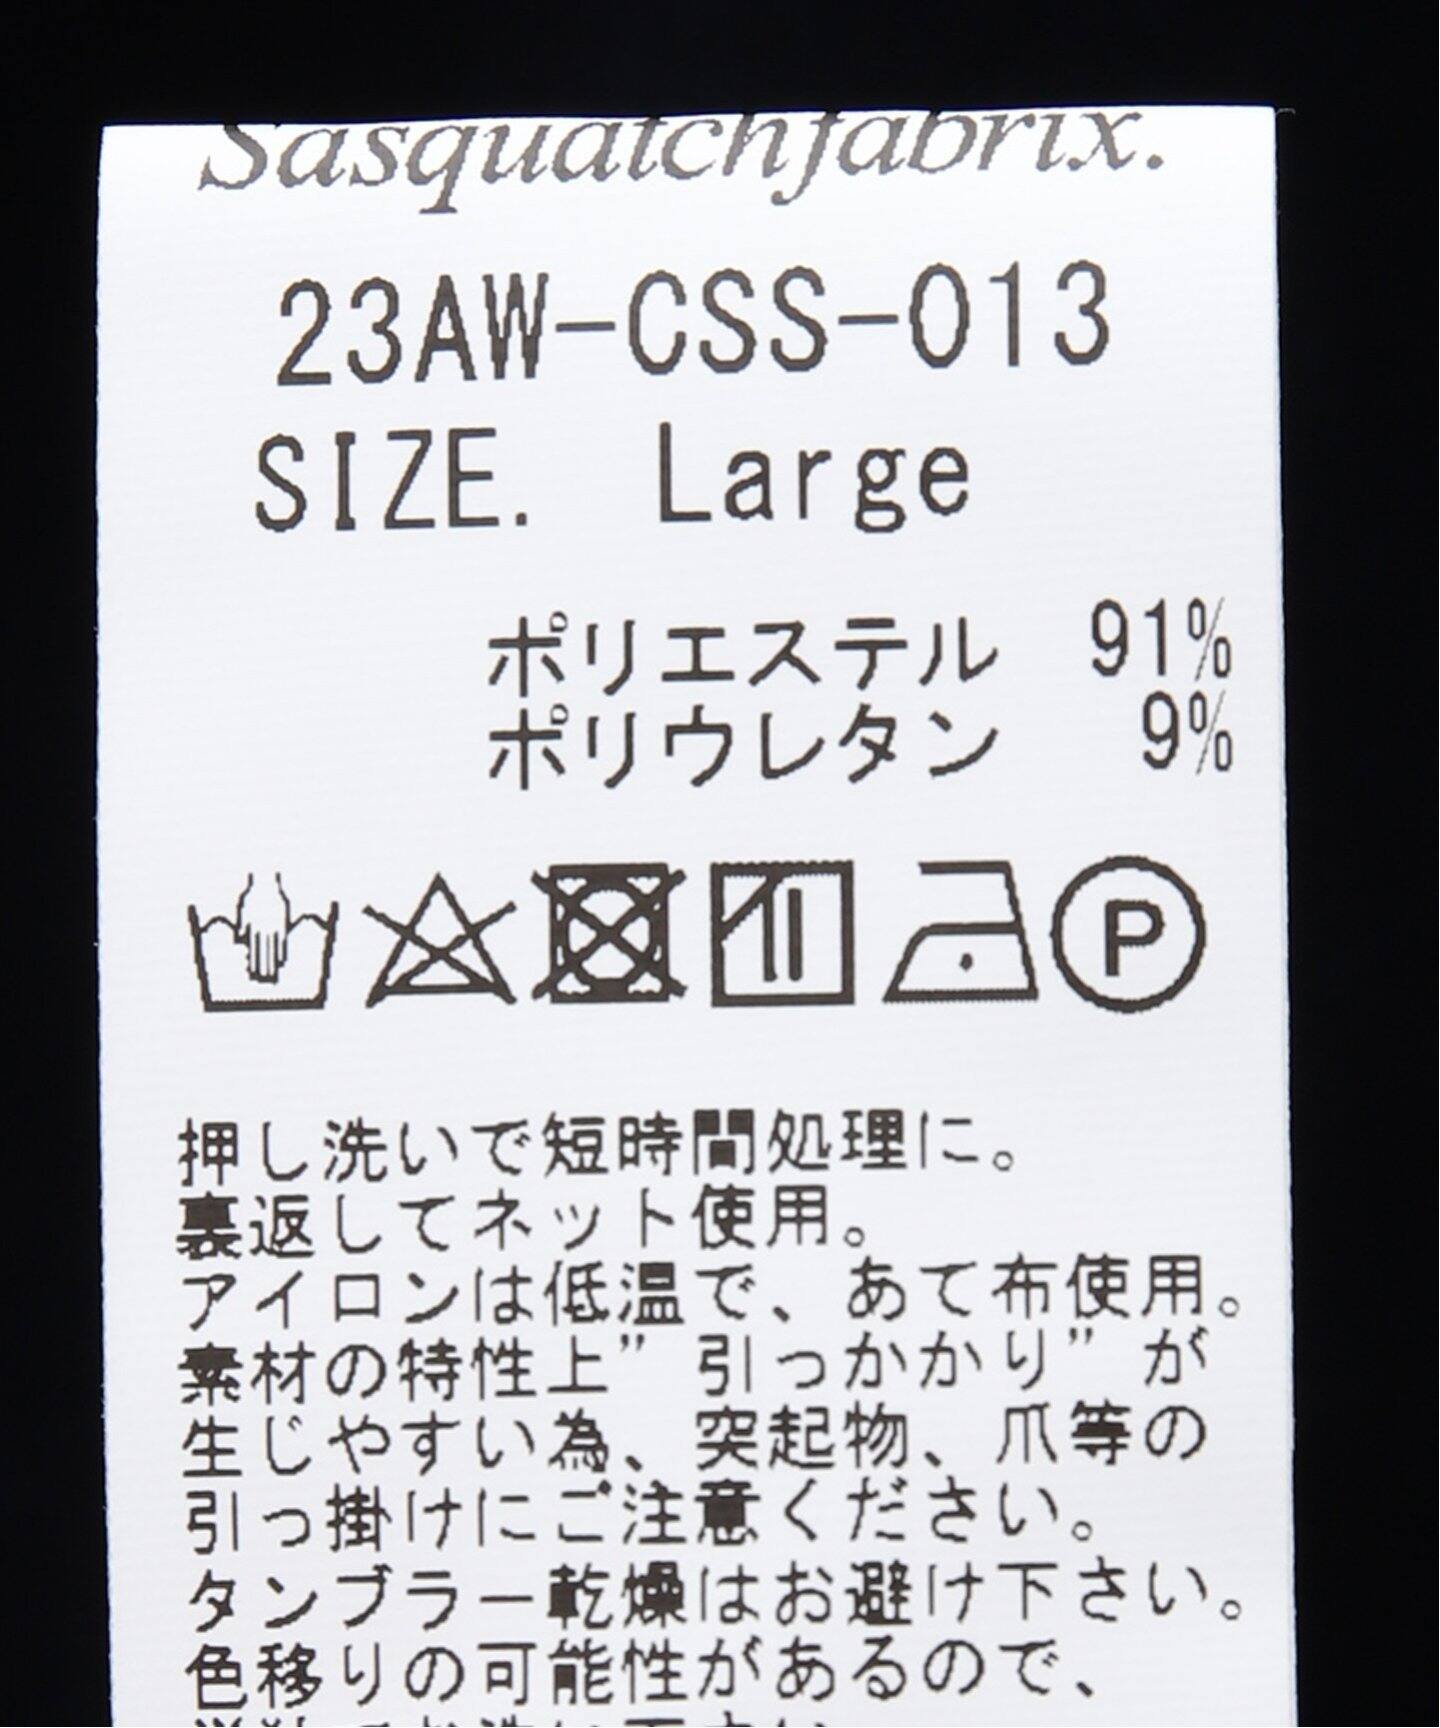 Sasquatchfabrix.
23AW-CSS-013
SIZE. Large
ポリエステル 91%
ポリウレタン 9%
P
押し洗いで短時間処理に。
裏返してネット使用。
アイロンは低温で、あて布使用。
素材の特性上”引っかかり”が
生じやすい為、突起物、爪等の
引っ掛けにご注意ください。
タンブラー乾燥はお避け下さい。
色移りの可能性があるので、